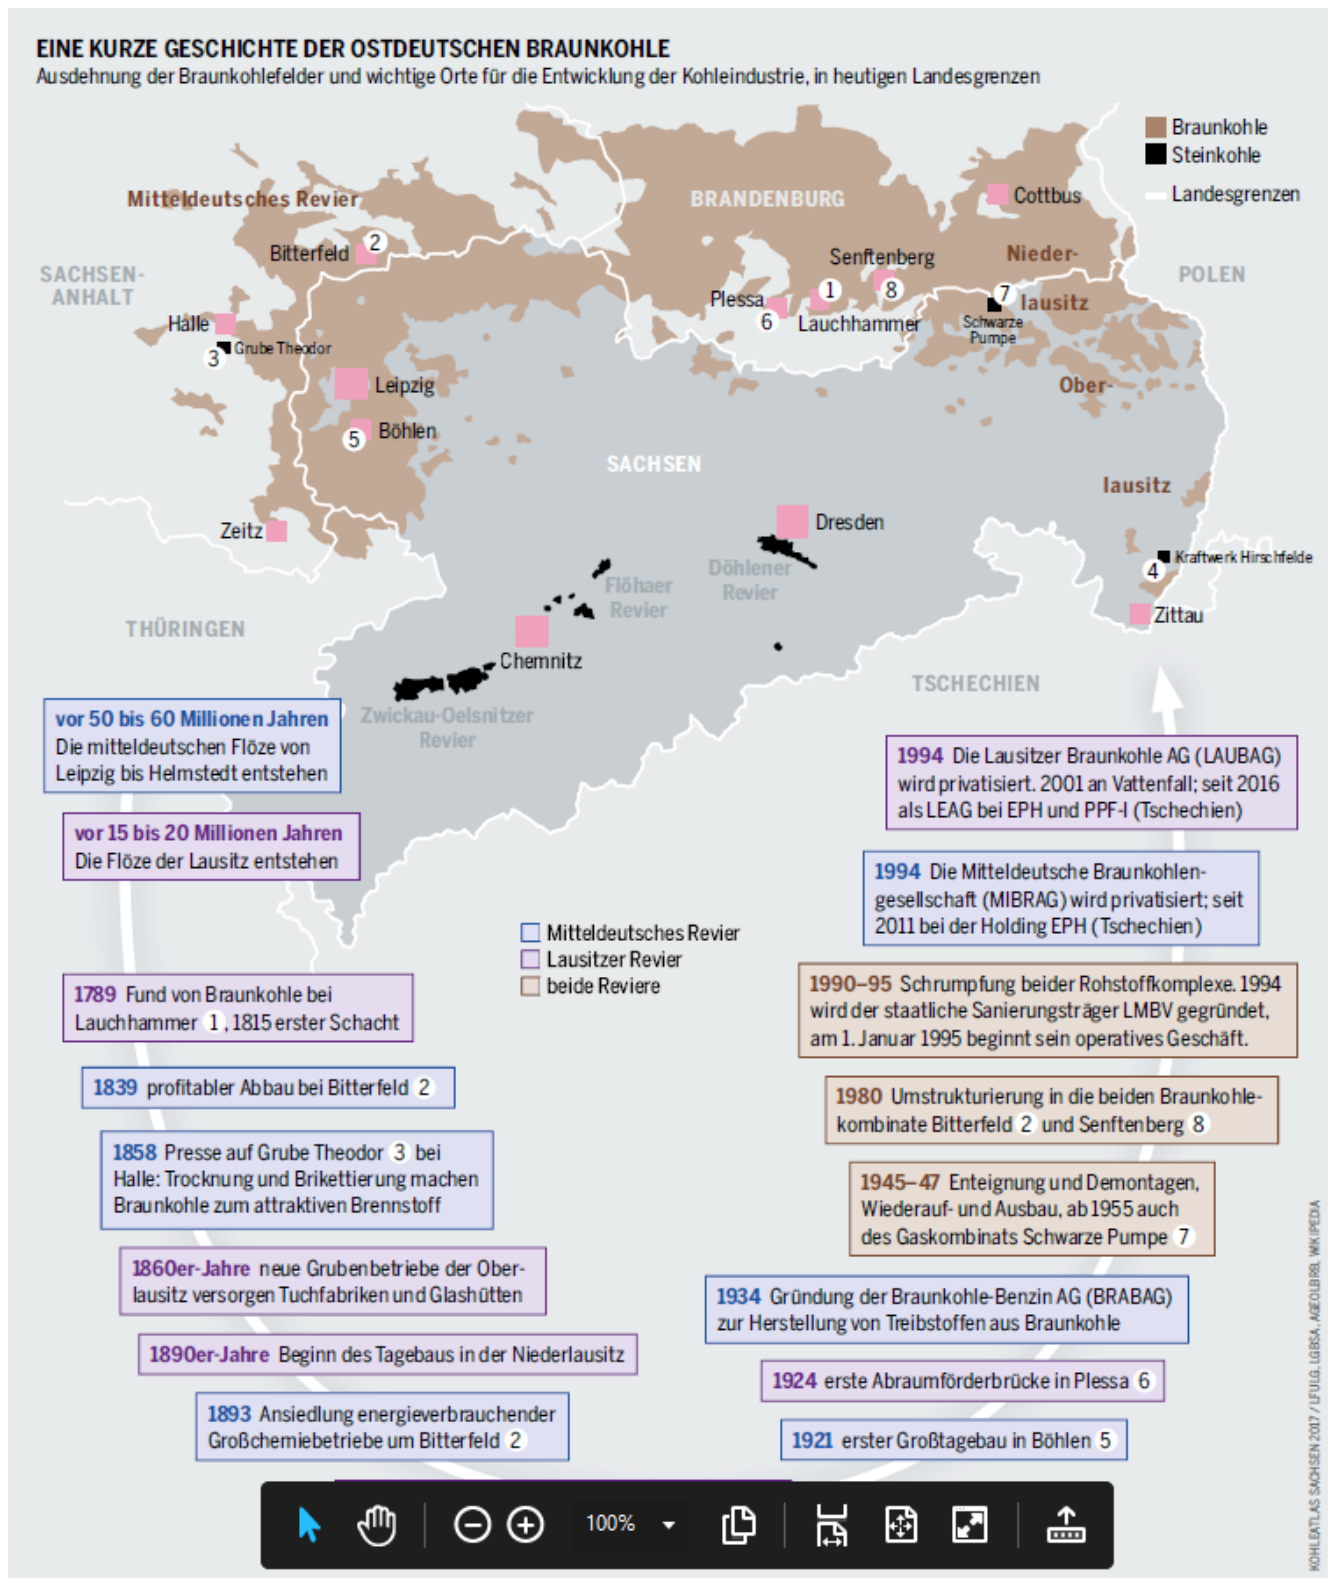 EINE KURZE GESCHICHTE DER OSTDEUTSCHEN BRAUNKOHLE
Ausdehnung der Braunkohlefelder und wichtige Orte für die Entwicklung der Kohleindustrie, in heutigen Landesgrenzen
Braunkohle
Steinkohle
Landesgrenzen
Mitteldeutsches Revier
BRANDENBURG
Cottbus
Bitterfeld 2
Senftenberg
8
Nieder-
lausitz
SACHSEN-
ANHALT
POLEN
Plessa
6
1
Lauchhammer
7
Schwarze
Pumpe
Halle
3 Grube Theodor
Leipzig
Ober-
lausitz
5 Böhlen
SACHSEN
Zeitz
Dresden
Döhlener
Revier
Flöhaer
Revier
4 Kraftwerk Hirschfelde
Zittau
THÜRINGEN
Chemnitz
Zwickau-Oelsnitzer
Revier
TSCHECHIEN
vor 50 bis 60 Millionen Jahren
Die mitteldeutschen Flöze von
Leipzig bis Helmstedt entstehen
vor 15 bis 20 Millionen Jahren
Die Flöze der Lausitz entstehen
Mitteldeutsches Revier
Lausitzer Revier
beide Reviere
1789 Fund von Braunkohle bei
Lauchhammer 1, 1815 erster Schacht
1839 profitabler Abbau bei Bitterfeld 2
1858 Presse auf Grube Theodor 3 bei
Halle: Trocknung und Brikettierung machen
Braunkohle zum attraktiven Brennstoff
1860er-Jahre neue Grubenbetriebe der Ober-
lausitz versorgen Tuchfabriken und Glashütten
1890er-Jahre Beginn des Tagebaus in der Niederlausitz
1893 Ansiedlung energieverbrauchender
Großchemiebetriebe um Bitterfeld 2
1921 erster Großtagebau in Böhlen 5
1924 erste Abraumförderbrücke in Plessa 6
1934 Gründung der Braunkohle-Benzin AG (BRABAG)
zur Herstellung von Treibstoffen aus Braunkohle
1945–47 Enteignung und Demontagen,
Wiederauf- und Ausbau, ab 1955 auch
des Gaskombinats Schwarze Pumpe 7
1980 Umstrukturierung in die beiden Braunkohle-
kombinate Bitterfeld 2 und Senftenberg 8
1990–95 Schrumpfung beider Rohstoffkomplexe. 1994
wird der staatliche Sanierungsträger LMBV gegründet,
am 1. Januar 1995 beginnt sein operatives Geschäft.
1994 Die Mitteldeutsche Braunkohlen-
gesellschaft (MIBRAG) wird privatisiert; seit
2011 bei der Holding EPH (Tschechien)
1994 Die Lausitzer Braunkohle AG (LAUBAG)
wird privatisiert. 2001 an Vattenfall; seit 2016
als LEAG bei EPH und PPF-I (Tschechien)
KOHLEATLAS SACHSEN 2017 / LFULG, LGBSA, AGEOLBRB, WIKIPEDIA
100%